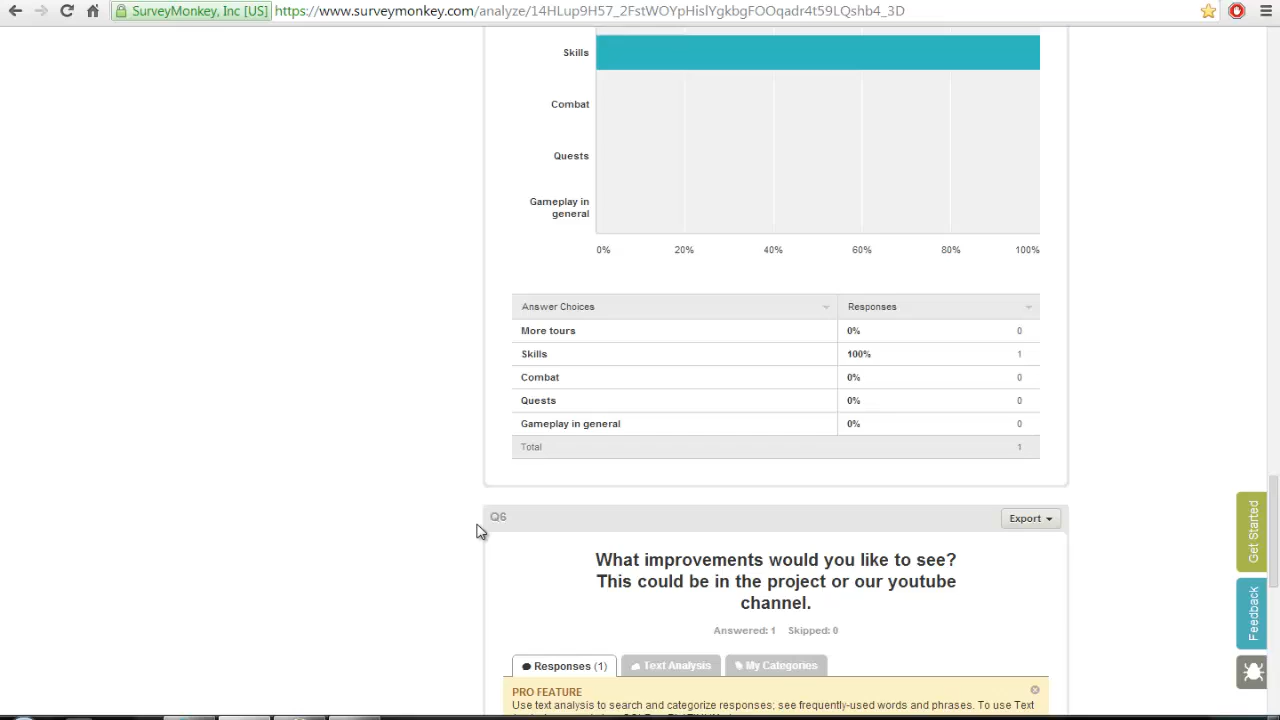 SurveyMonkey, Inc [US] https://www.surveymonkey.com/analyze/14HLup9H57_2FstWOYpHislYgkbgFOOqadr4t59LQshb4_3D
Skills
Combat
Quests
Gameplay in
general
0% 20% 40% 60% 80% 100%
Answer Choices Responses
More tours 0% 0
Skills 100% 1
Combat 0% 0
Quests 0% 0
Gameplay in general 0% 0
Total 1
Q6 Export
What improvements would you like to see?
This could be in the project or our youtube
channel.
Answered: 1 Skipped: 0
Responses (1) Text Analysis My Categories
PRO FEATURE
Use text analysis to search and categorize responses; see frequently-used words and phrases. To use Text
Get Started
Feedback